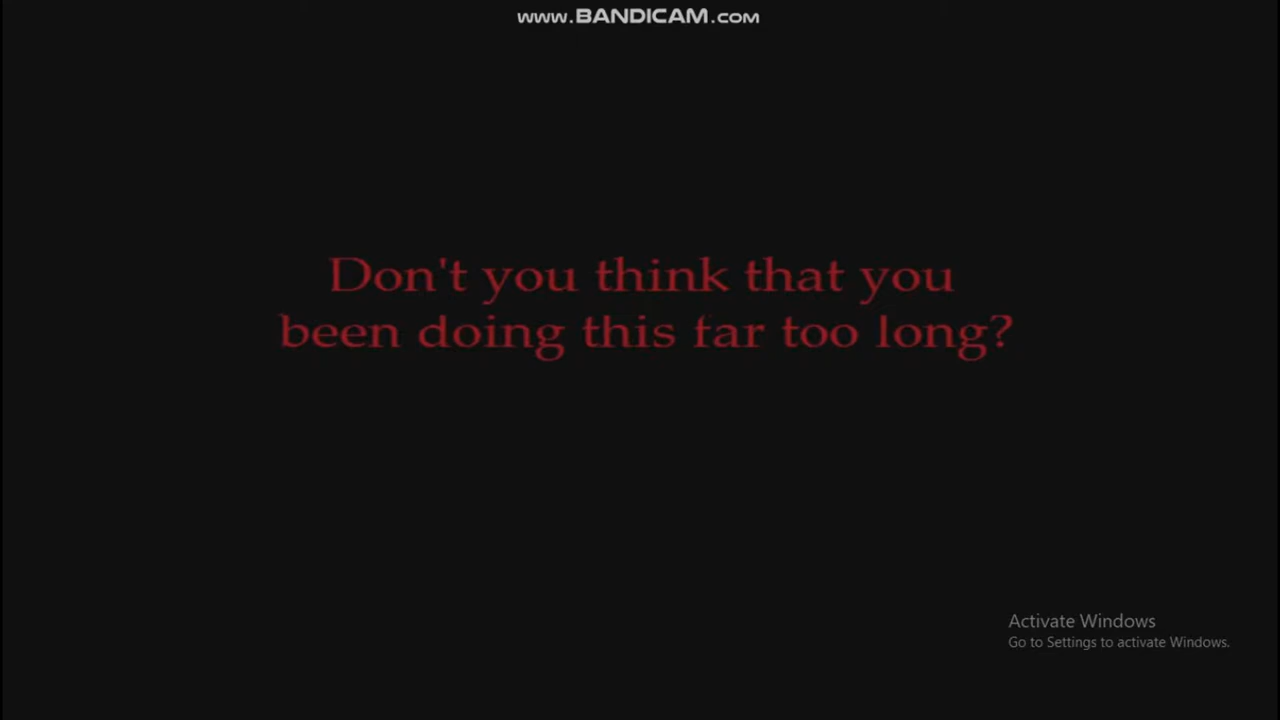 www.BANDICAM.com
Don't you think that you
been doing this far too long?
Activate Windows
Go to Settings to activate Windows.